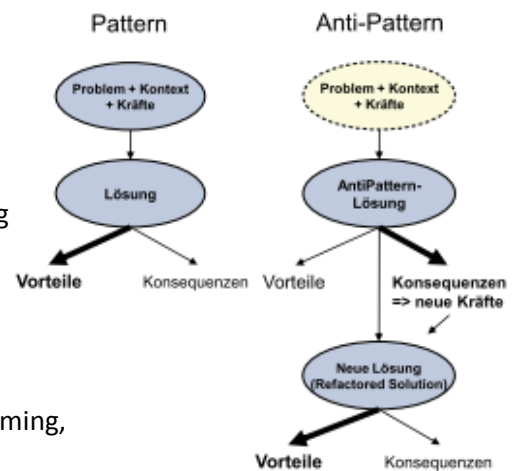 Pattern
Anti-Pattern
Problem + Kontext
+ Kräfte
Problem + Kontext
+ Kräfte
Lösung
AntiPattern-
Lösung
g
Vorteile
Konsequenzen
Vorteile
Konsequenzen
=> neue Kräfte
Neue Lösung
(Refactored Solution)
ming,
Vorteile
Konsequenzen